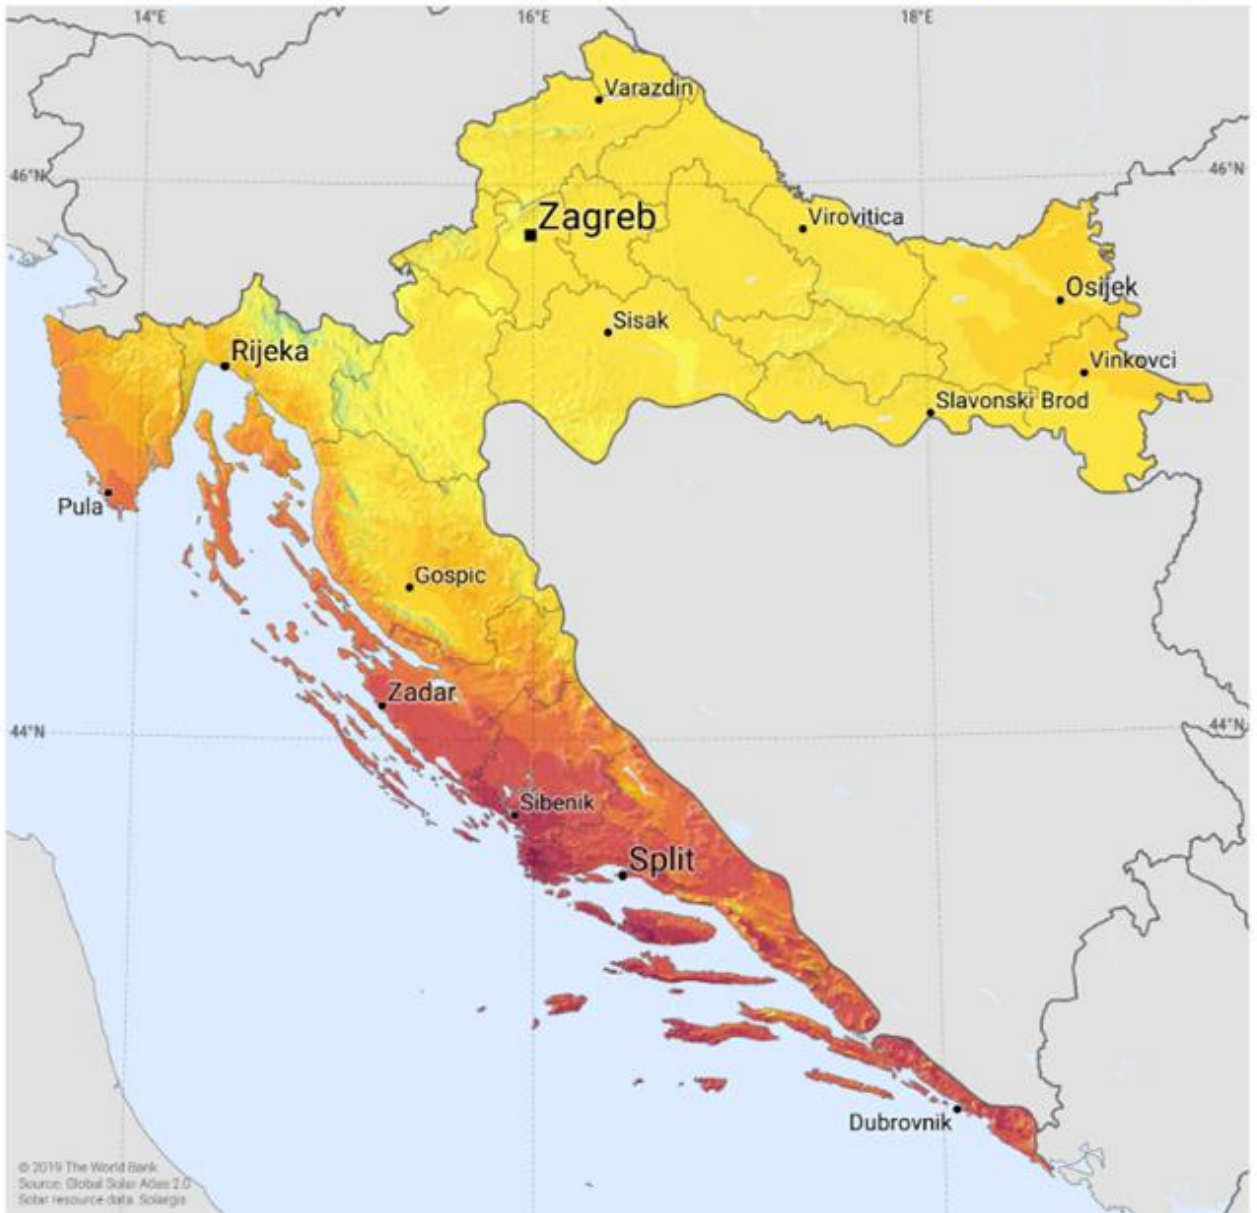 14°E
16°E
18°E
Varazdin
46°N
46°N
Zagreb
Virovitica
Osijek
Sisak
Rijeka
Vinkovci
Slavonski Brod
Pula
Gospic
Zadar
44°N
44°N
Sibenik
Split
Dubrovnik
© 2019 The World Bank
Source: Global Solar Atlas 2.0
Solar resource data: Solargis